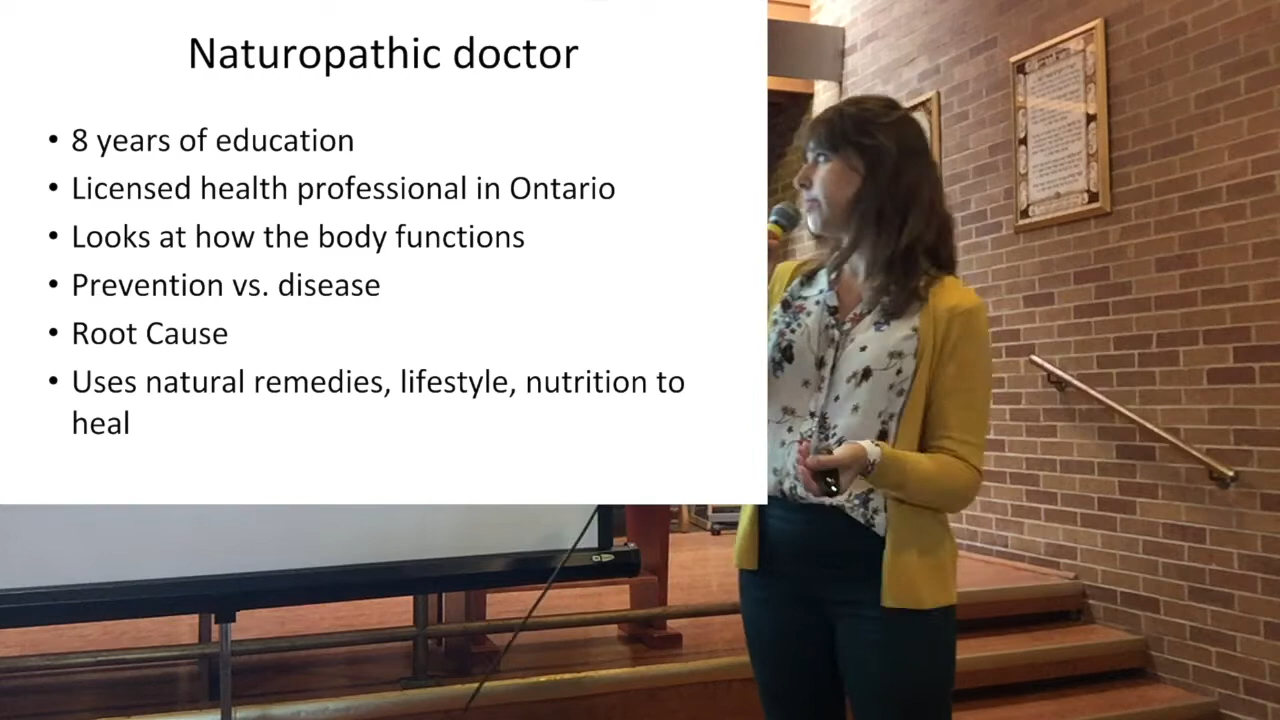 Naturopathic doctor
• 8 years of education
• Licensed health professional in Ontario
• Looks at how the body functions
• Prevention vs. disease
• Root Cause
• Uses natural remedies, lifestyle, nutrition to
heal